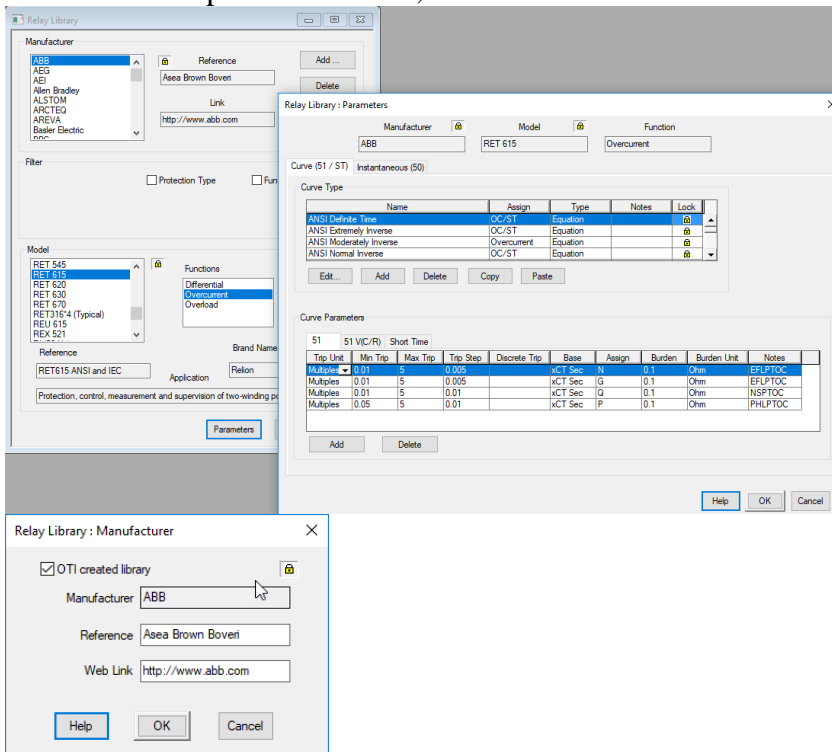 Relay Library
Manufacturer
ABB
AEG
AEI
Allen Bradley
ALSTOM
ARCTEQ
AREVA
Basler Electric
Reference
Asea Brown Boveri
Link
http://www.abb.com
Add ...
Delete
Filter
Protection Type
Fun
Model
RET 545
RET 615
RET 620
RET 630
RET 670
RET316*4 (Typical)
REU 615
REX 521
Functions
Differential
Overcurrent
Overload
Reference
RET615 ANSI and IEC
Application
Brand Name
Relion
Protection, control, measurement and supervision of two-winding po
Parameters
Relay Library : Parameters
Manufacturer Model Function
ABB RET 615 Overcurrent
Curve (51 / ST) Instantaneous (50)
Curve Type
Name Assign Type Notes Lock
ANSI Definite Time OC/ST Equation
ANSI Extremely Inverse OC/ST Equation
ANSI Moderately Inverse Overcurrent Equation
ANSI Normal Inverse OC/ST Equation
Edit... Add Delete Copy Paste
Curve Parameters
51 51 V(C/R) Short Time
Trip Unit Min Trip Max Trip Trip Step Discrete Trip Base Assign Burden Burden Unit Notes
Multiples 0.01 5 0.005 xCT Sec N 0.1 Ohm EFLPTOC
Multiples 0.01 5 0.005 xCT Sec G 0.1 Ohm EFLPTOC
Multiples 0.01 5 0.01 xCT Sec Q 0.1 Ohm NSPTOC
Multiples 0.05 5 0.01 xCT Sec P 0.1 Ohm PHLPTOC
Add Delete
Help OK Cancel
Relay Library : Manufacturer
OTI created library
Manufacturer ABB
Reference Asea Brown Boveri
Web Link http://www.abb.com
Help OK Cancel